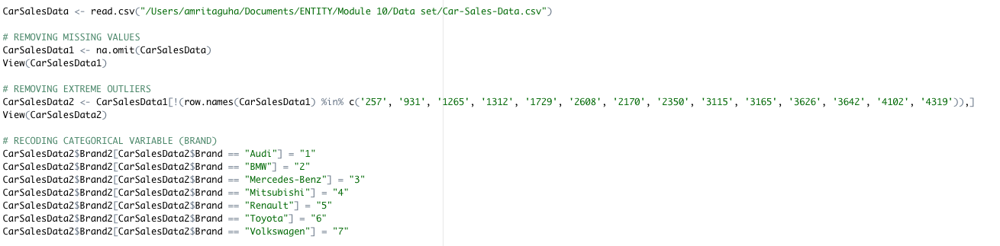 CarSalesData <- read.csv("/Users/amritaguha/Documents/ENTITY/Module 10/Data set/Car-Sales-Data.csv")
# REMOVING MISSING VALUES
CarSalesData1 <- na.omit(CarSalesData)
View(CarSalesData1)
# REMOVING EXTREME OUTLIERS
CarSalesData2 <- CarSalesData1[!(row.names(CarSalesData1) %in% c('257', '931', '1265', '1312', '1729', '2608', '2170', '2350', '3115', '3165', '3626', '3642', '4102', '4319')),]
View(CarSalesData2)
# RECODING CATEGORICAL VARIABLE (BRAND)
CarSalesData2$Brand2[CarSalesData2$Brand == "Audi"] = "1"
CarSalesData2$Brand2[CarSalesData2$Brand == "BMW"] = "2"
CarSalesData2$Brand2[CarSalesData2$Brand == "Mercedes-Benz"] = "3"
CarSalesData2$Brand2[CarSalesData2$Brand == "Mitsubishi"] = "4"
CarSalesData2$Brand2[CarSalesData2$Brand == "Renault"] = "5"
CarSalesData2$Brand2[CarSalesData2$Brand == "Toyota"] = "6"
CarSalesData2$Brand2[CarSalesData2$Brand == "Volkswagen"] = "7"